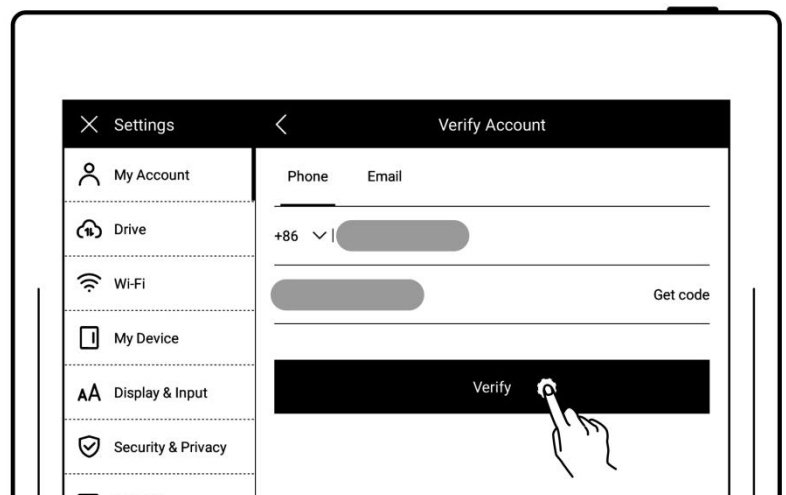 Settings
Verify Account
My Account
Drive
Wi-Fi
My Device
Display & Input
Security & Privacy
Phone Email
+86
Get code
Verify